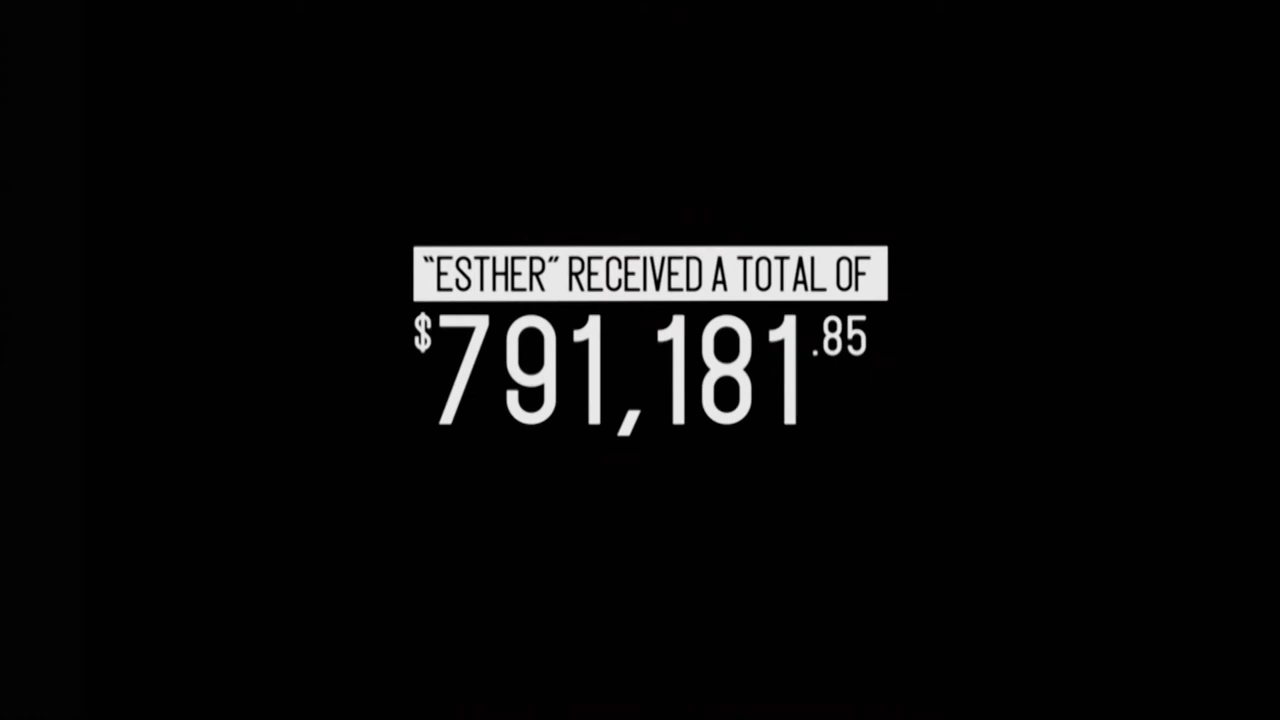 “ESTHER” RECEIVED A TOTAL OF
$791,181.85